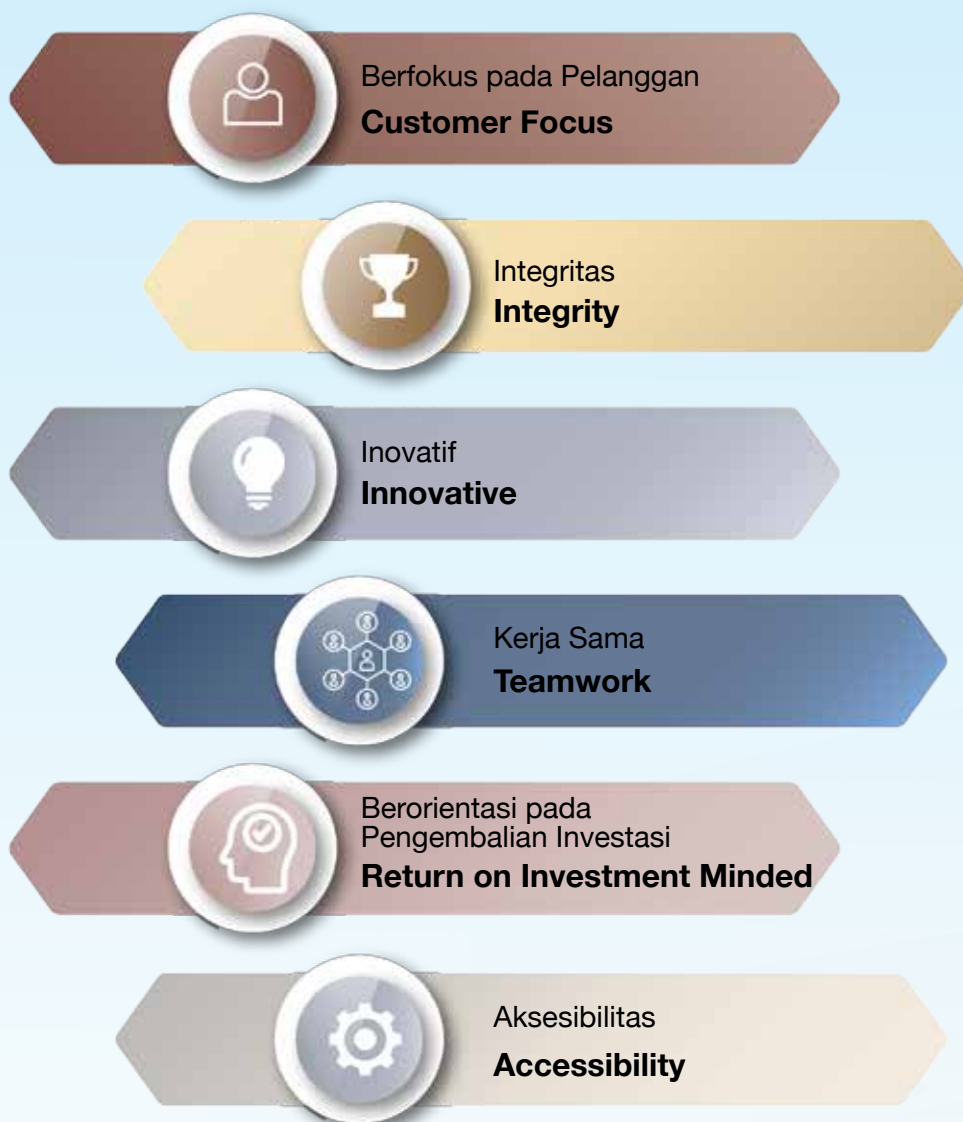 Berfokus pada Pelanggan
Customer Focus
Integritas
Integrity
Inovatif
Innovative
Kerja Sama
Teamwork
Berorientasi pada
Pengembalian Investasi
Return on Investment Minded
Aksesibilitas
Accessibility